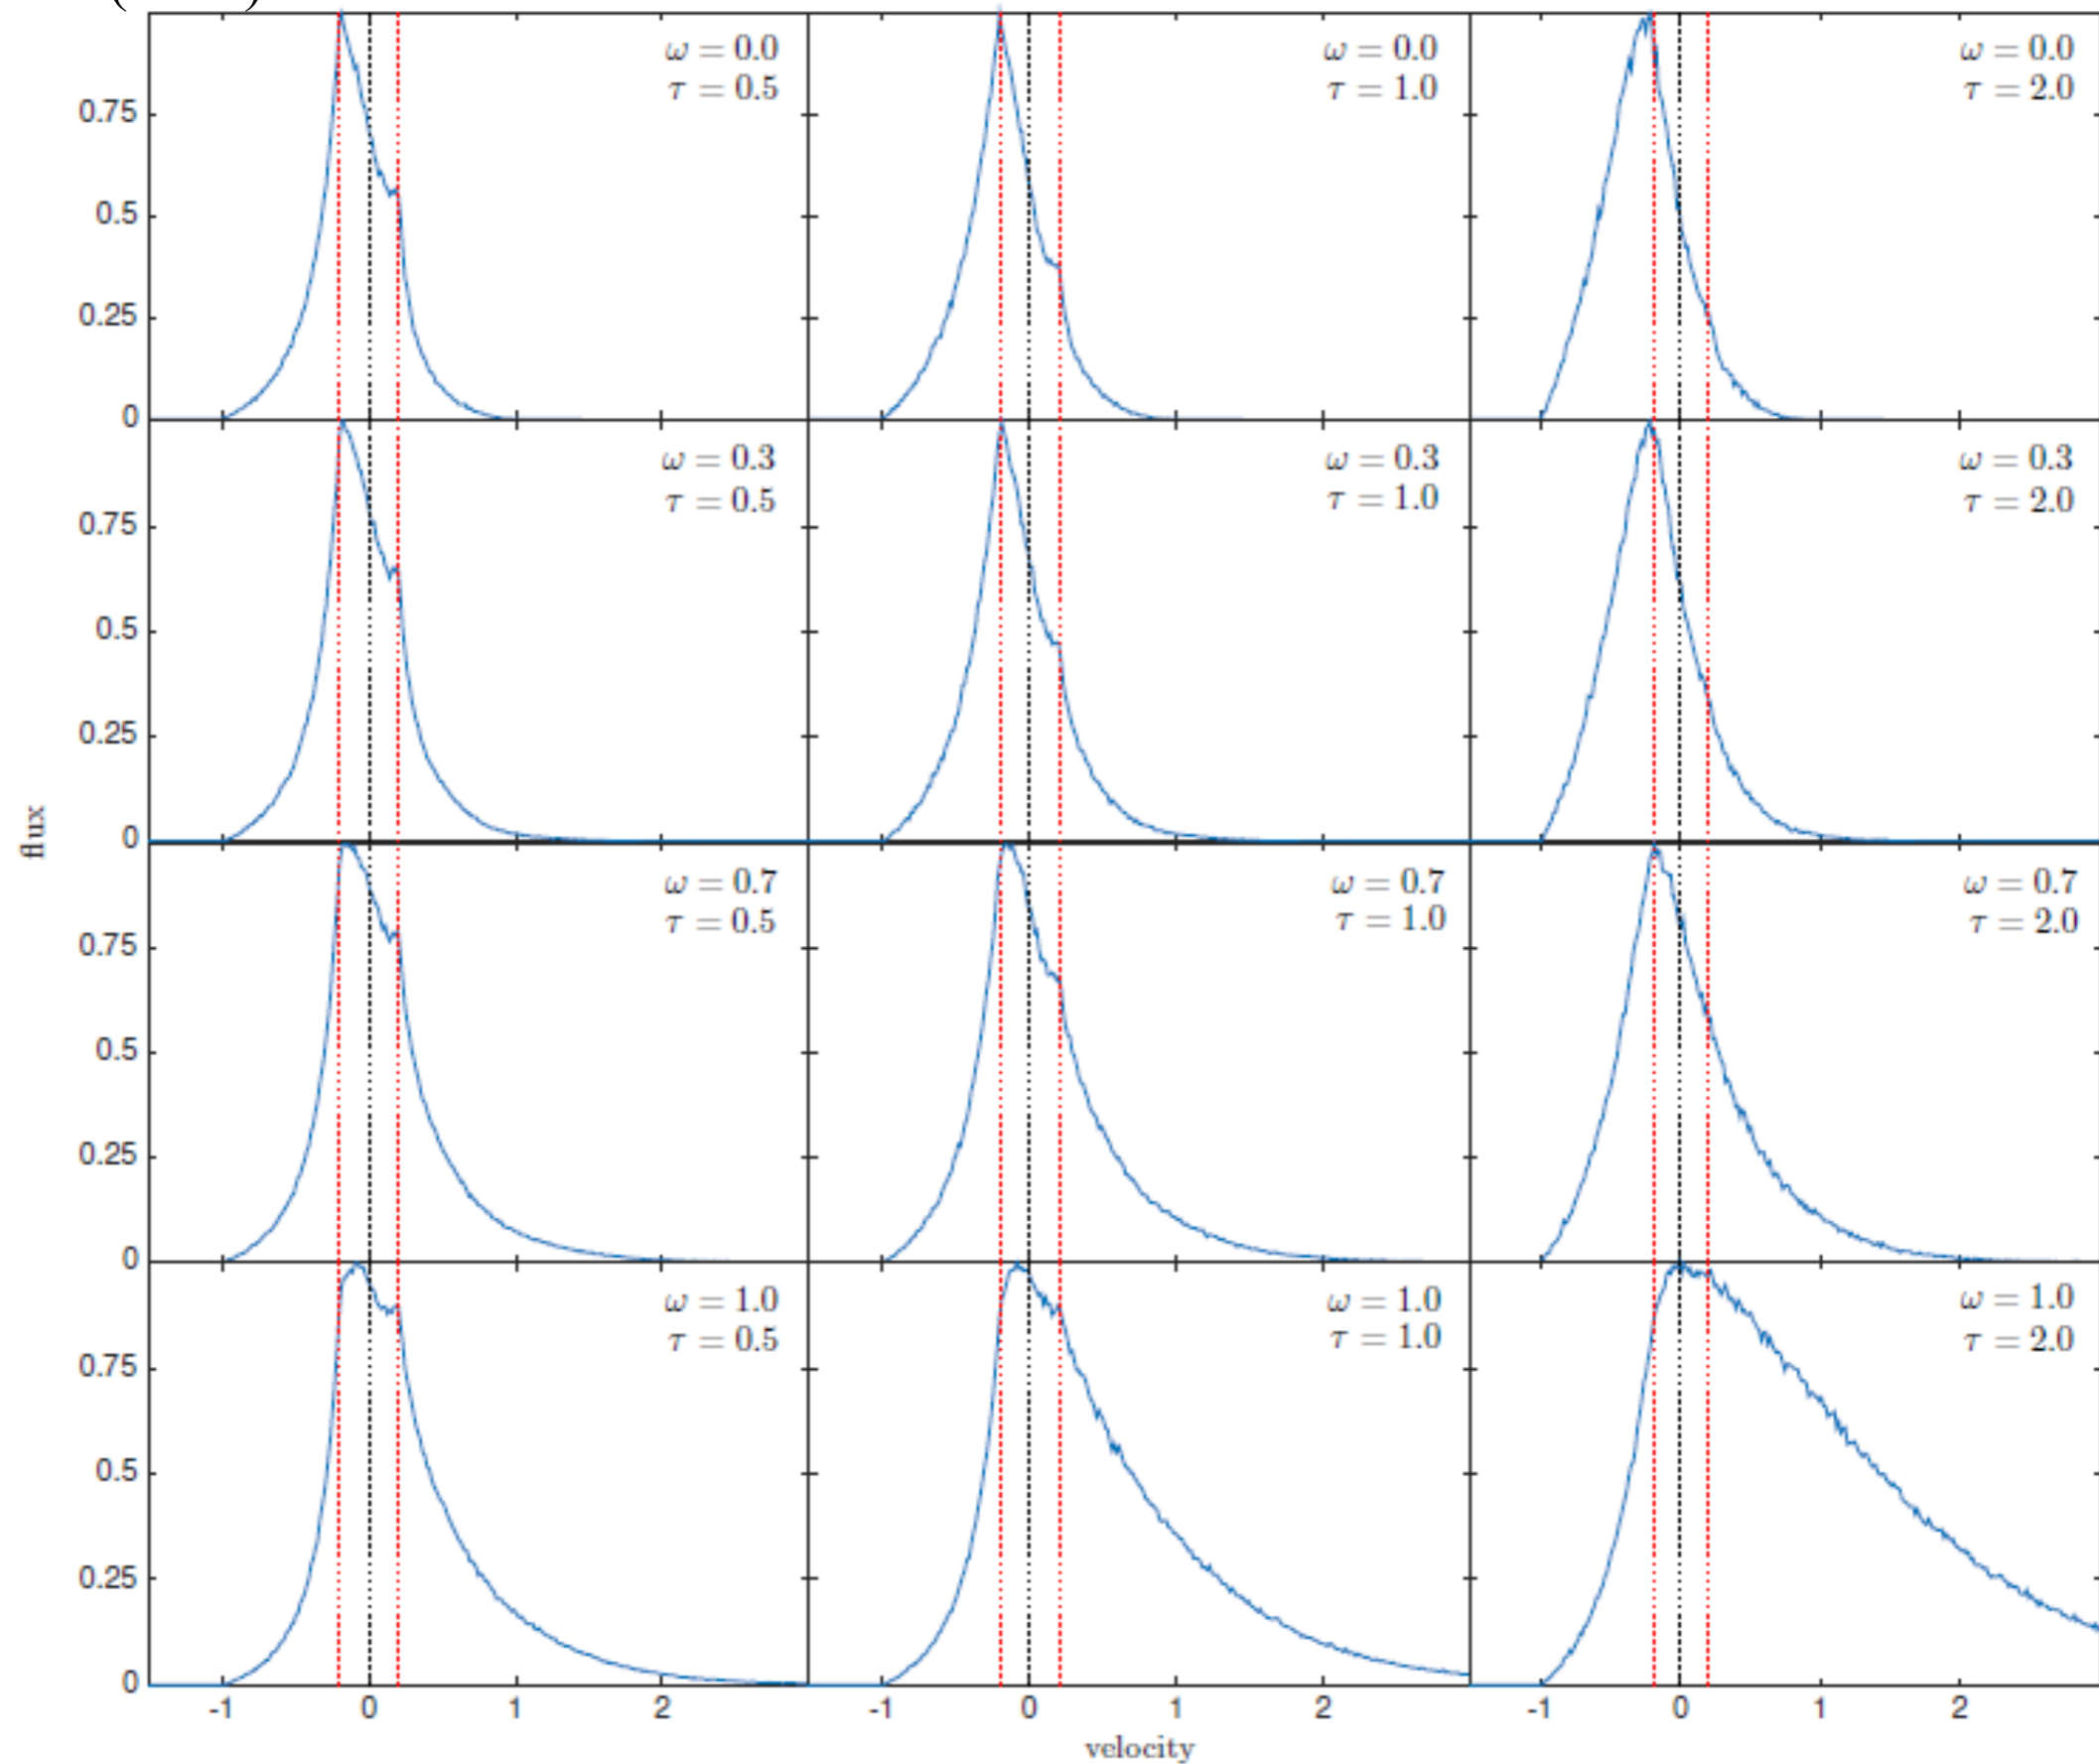 ω = 0.0
τ = 0.5
ω = 0.0
τ = 1.0
ω = 0.0
τ = 2.0
0.75
0.5
0.25
0
ω = 0.3
τ = 0.5
ω = 0.3
τ = 1.0
ω = 0.3
τ = 2.0
0.75
0.5
0.25
0
flux
ω = 0.7
τ = 0.5
ω = 0.7
τ = 1.0
ω = 0.7
τ = 2.0
0.75
0.5
0.25
0
ω = 1.0
τ = 0.5
ω = 1.0
τ = 1.0
ω = 1.0
τ = 2.0
0.75
0.5
0.25
0
-1 0 1 2 -1 0 1 2 -1 0 1 2
velocity